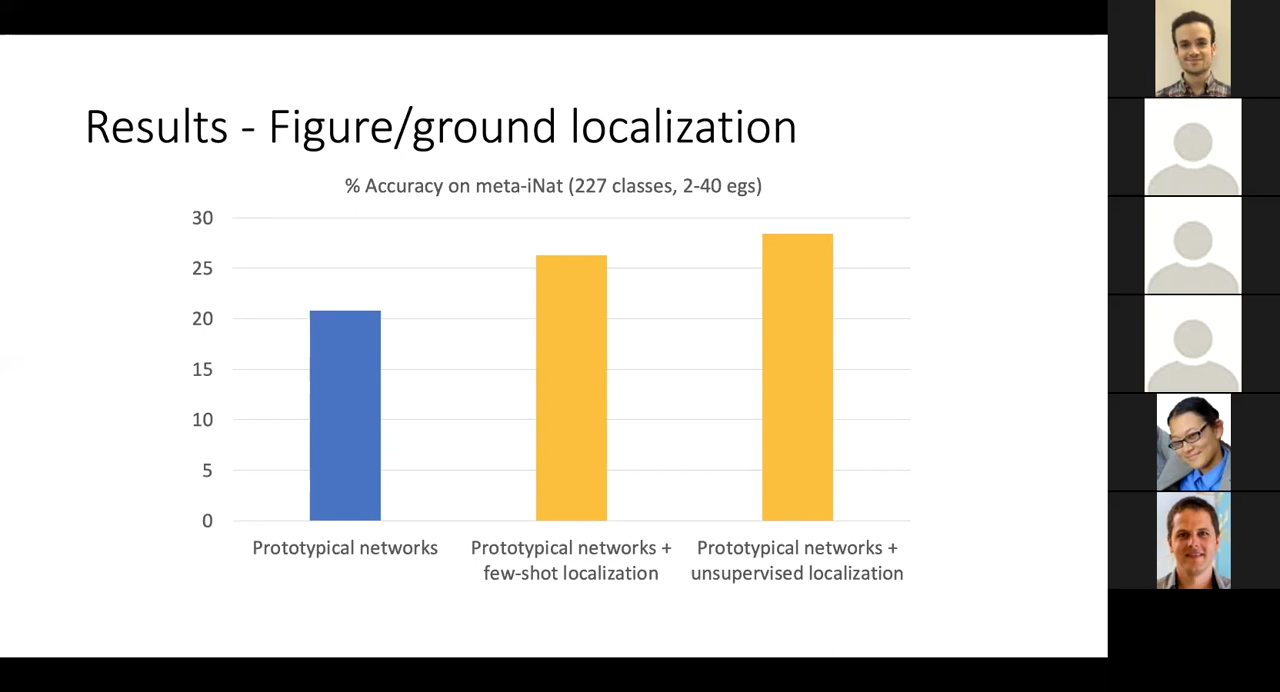 Results - Figure/ground localization
% Accuracy on meta-iNat (227 classes, 2-40 egs)
30
25
20
15
10
5
0
Prototypical networks
Prototypical networks +
few-shot localization
Prototypical networks +
unsupervised localization